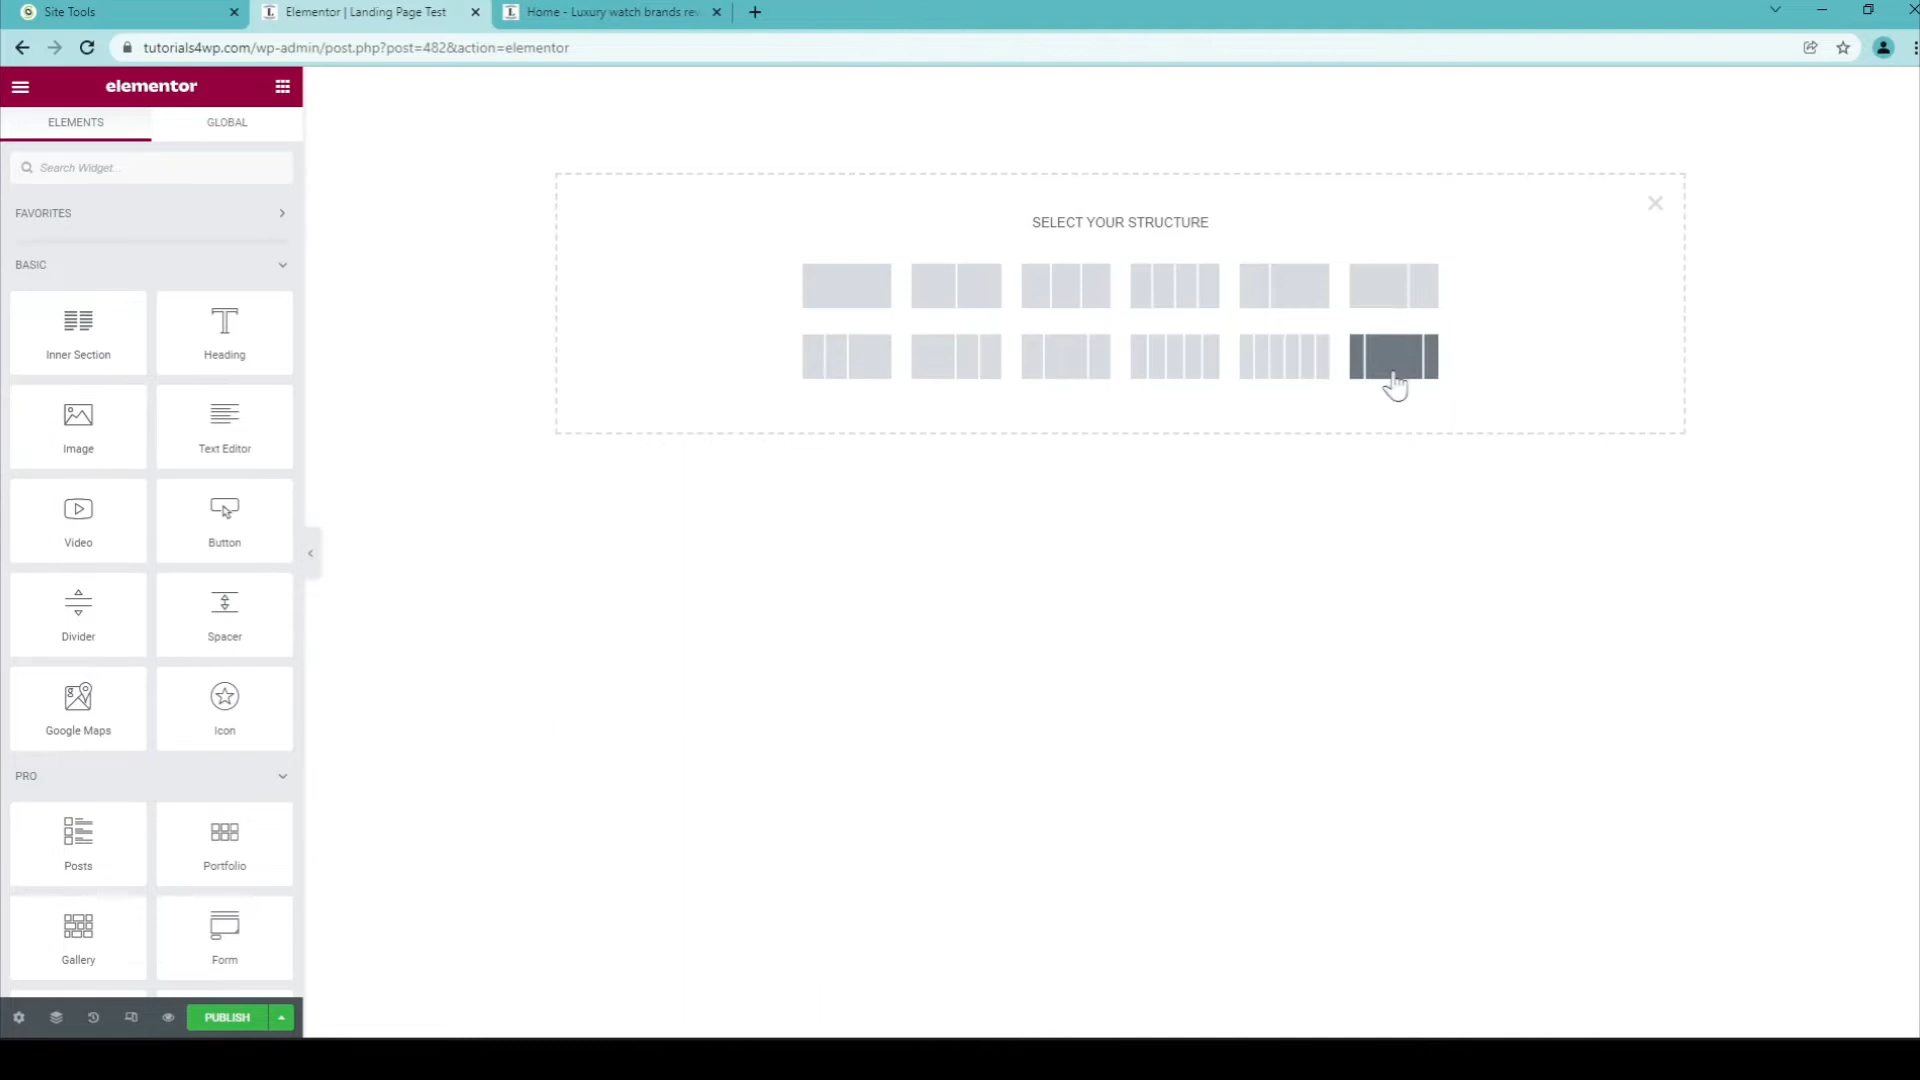 Site Tools
Elementor | Landing Page Test
Home - Luxury watch brands rev
tutorials4wp.com/wp-admin/post.php?post=482&action=elementor
elementor
ELEMENTS
GLOBAL
Search Widget...
FAVORITES
BASIC
Inner Section
Heading
Image
Text Editor
Video
Button
Divider
Spacer
Google Maps
Icon
PRO
Posts
Portfolio
Gallery
Form
PUBLISH
SELECT YOUR STRUCTURE